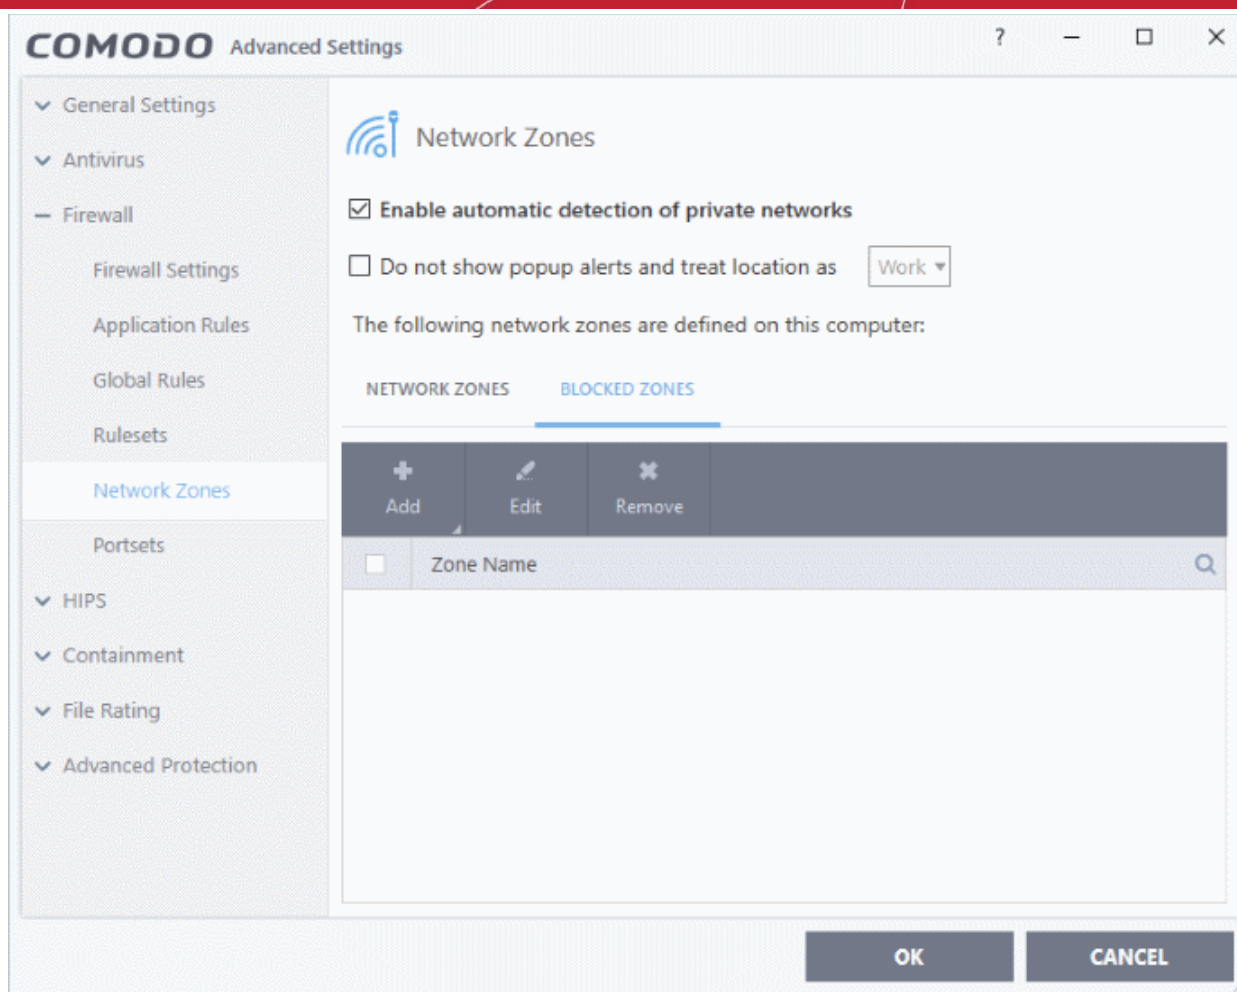 COMODO Advanced Settings
?
General Settings
Antivirus
Firewall
Firewall Settings
Application Rules
Global Rules
Rulesets
Network Zones
Portsets
HIPS
Containment
File Rating
Advanced Protection
Network Zones
Enable automatic detection of private networks
Do not show popup alerts and treat location as Work
The following network zones are defined on this computer:
NETWORK ZONES BLOCKED ZONES
Add Edit Remove
Zone Name
OK CANCEL